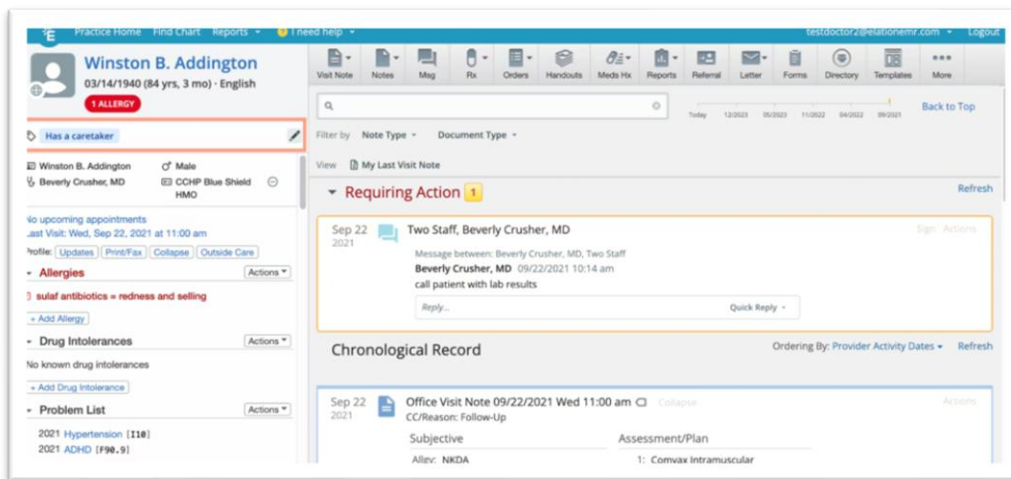 Practice Home Find Chart Reports I need help testdoctor2@elationemr.com Logout
Winston B. Addington
03/14/1940 (84 yrs, 3 mo) · English
1 ALLERGY
Has a caretaker
Winston B. Addington Male
Beverly Crusher, MD CCHP Blue Shield
HMO
No upcoming appointments
Last Visit: Wed, Sep 22, 2021 at 11:00 am
Profile: Updates Print/Fax Collapse Outside Care
Allergies Actions
sulaf antibiotics = redness and selling
+ Add Allergy
Drug Intolerances Actions
No known drug intolerances
+ Add Drug Intolerance
Problem List Actions
2021 Hypertension [I10]
2021 ADHD [F90.9]
Visit Note Notes Msg Rx Orders Handouts Meds Hx Reports Referral Letter Forms Directory Templates More
Today 12/2023 05/2023 11/2022 04/2022 09/2021 Back to Top
Filter by Note Type Document Type
View My Last Visit Note
Requiring Action 1 Refresh
Sep 22 Two Staff, Beverly Crusher, MD Sign Actions
2021
Message between: Beverly Crusher, MD, Two Staff
Beverly Crusher, MD 09/22/2021 10:14 am
call patient with lab results
Reply... Quick Reply
Chronological Record Ordering By: Provider Activity Dates Refresh
Sep 22 Office Visit Note 09/22/2021 Wed 11:00 am Collapse Actions
2021 CC/Reason: Follow-Up
Subjective Assessment/Plan
Allev: NKDA 1: Comvax Intramuscular